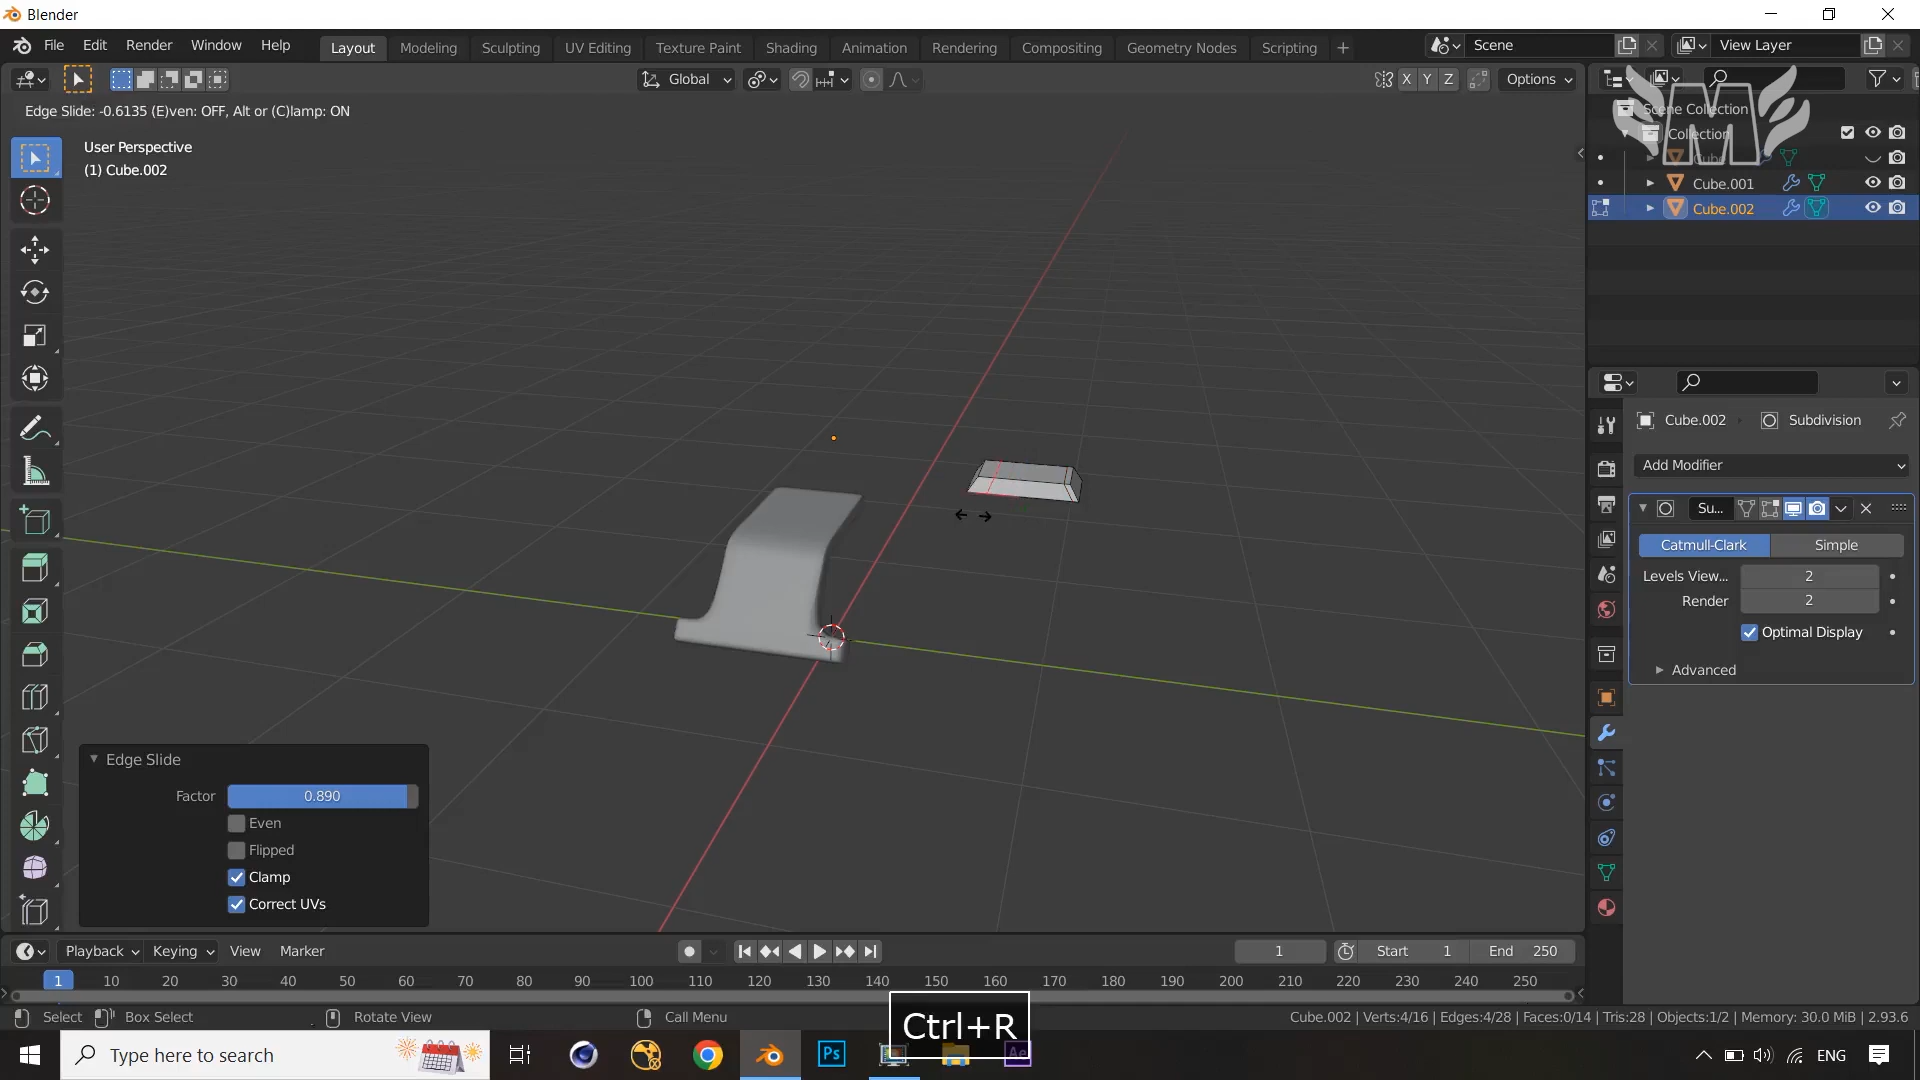 Blender
File Edit Render Window Help Layout Modeling Sculpting UV Editing Texture Paint Shading Animation Rendering Compositing Geometry Nodes Scripting + Scene View Layer
Global X Y Z Options
Edge Slide: -0.6135 (E)ven: OFF, Alt or (C)lamp: ON
User Perspective
(1) Cube.002
Scene Collection
Collection
Cube
Cube.001
Cube.002
Cube.002 Subdivision
Add Modifier
Su...
Catmull-Clark Simple
Levels View... 2
Render 2
Optimal Display
Advanced
Edge Slide
Factor 0.890
Even
Flipped
Clamp
Correct UVs
Playback Keying View Marker 1 Start 1 End 250
1 10 20 30 40 50 60 70 80 90 100 110 120 130 140 150 160 170 180 190 200 210 220 230 240 250
Select Box Select Rotate View Call Menu Cube.002 | Verts:4/16 | Edges:4/28 | Faces:0/14 | Tris:28 | Objects:1/2 | Memory: 30.0 MiB | 2.93.6
Ctrl+R
Type here to search Ps Ae ENG
M